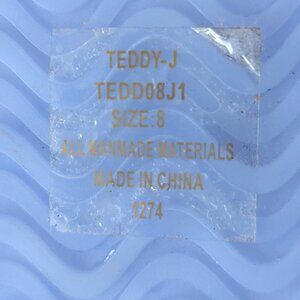 TEDDY-J
TEDD08J1
SIZE:8
ALL MANMADE MATERIALS
MADE IN CHINA
1274